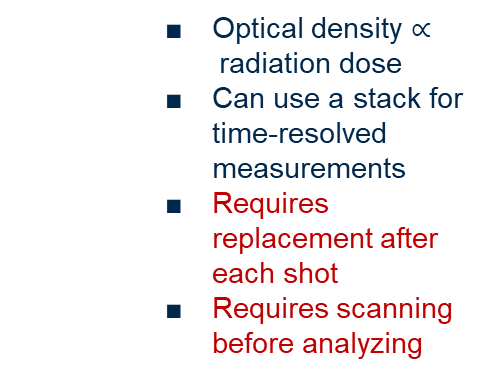 ■ Optical density ∝
radiation dose
■ Can use a stack for
time-resolved
measurements
■ Requires
replacement after
each shot
■ Requires scanning
before analyzing